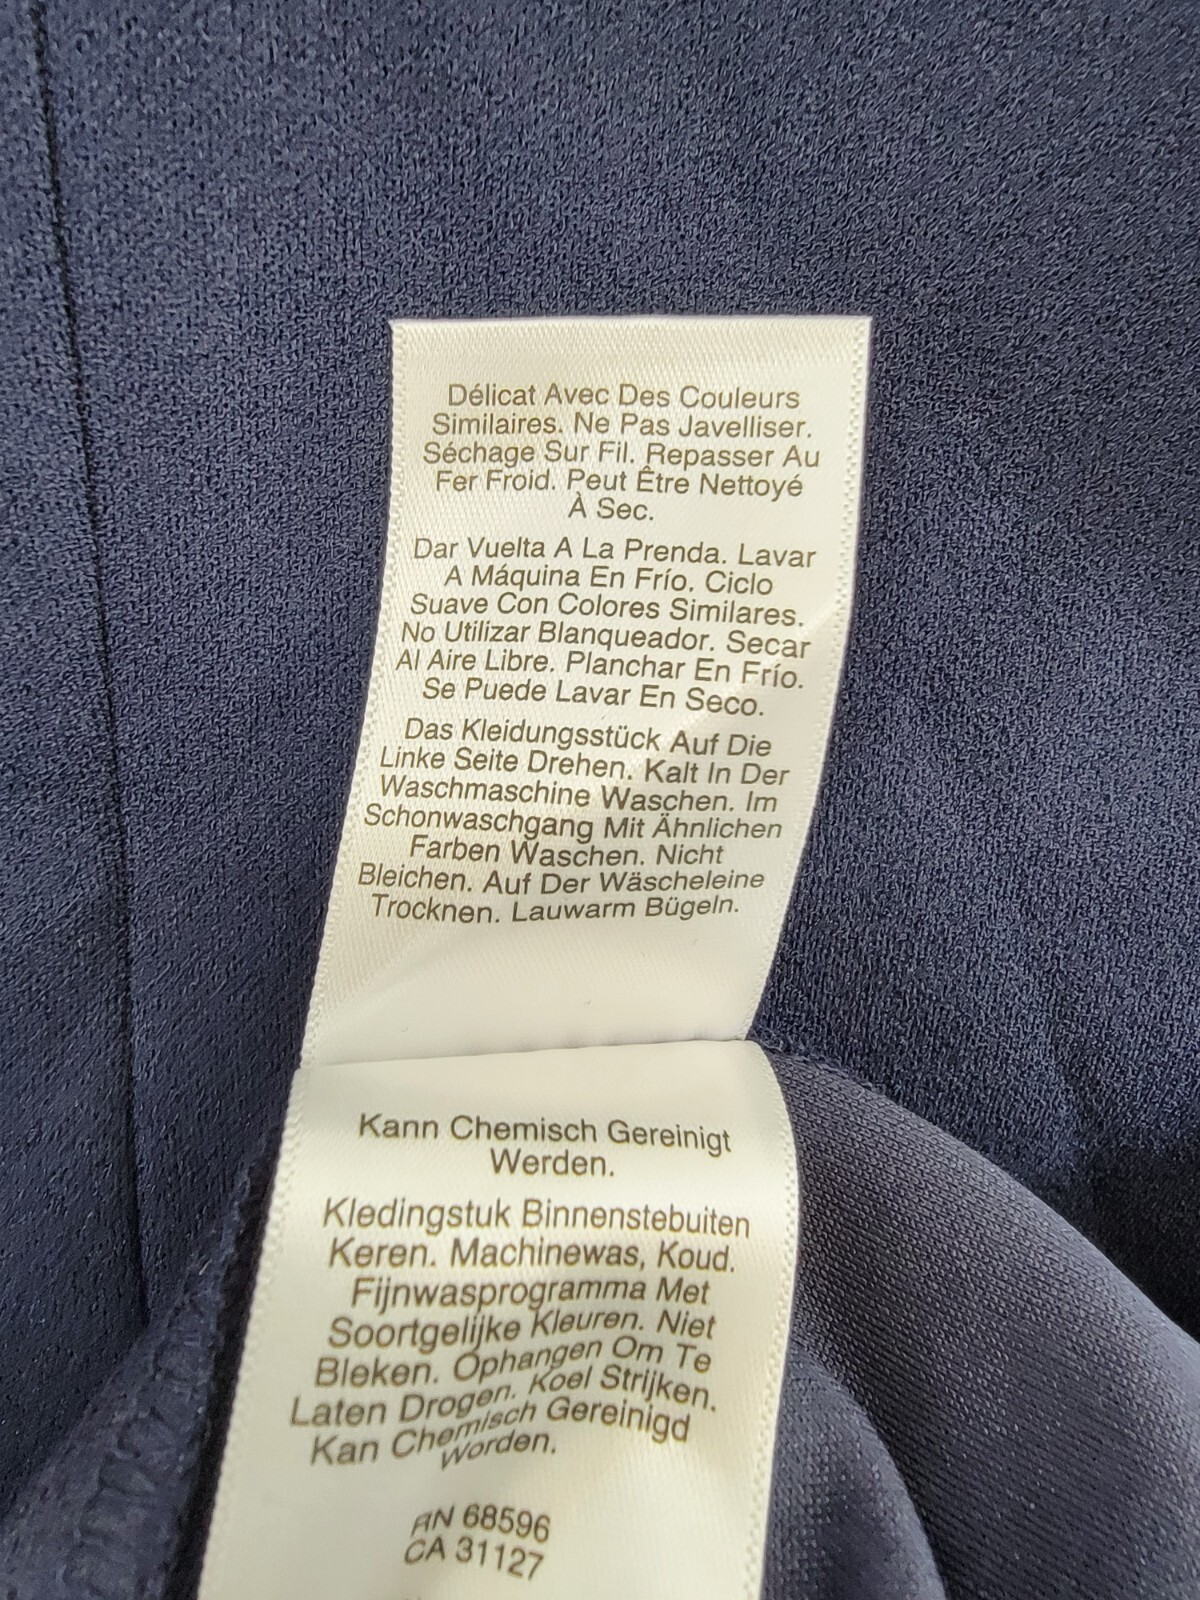 Délicat Avec Des Couleurs
Similaires. Ne Pas Javelliser.
Séchage Sur Fil. Repasser Au
Fer Froid. Peut Être Nettoyé
À Sec.
Dar Vuelta A La Prenda. Lavar
A Máquina En Frío. Ciclo
Suave Con Colores Similares.
No Utilizar Blanqueador. Secar
Al Aire Libre. Planchar En Frío.
Se Puede Lavar En Seco.
Das Kleidungsstück Auf Die
Linke Seite Drehen. Kalt In Der
Waschmaschine Waschen. Im
Schonwaschgang Mit Ähnlichen
Farben Waschen. Nicht
Bleichen. Auf Der Wäscheleine
Trocknen. Lauwarm Bügeln.
Kann Chemisch Gereinigt
Werden.
Kledingstuk Binnenstebuiten
Keren. Machinewas, Koud.
Fijnwasprogramma Met
Soortgelijke Kleuren. Niet
Bleken. Ophangen Om Te
Laten Drogen. Koel Strijken.
Kan Chemisch Gereinigd
Worden.
RN 68596
CA 31127